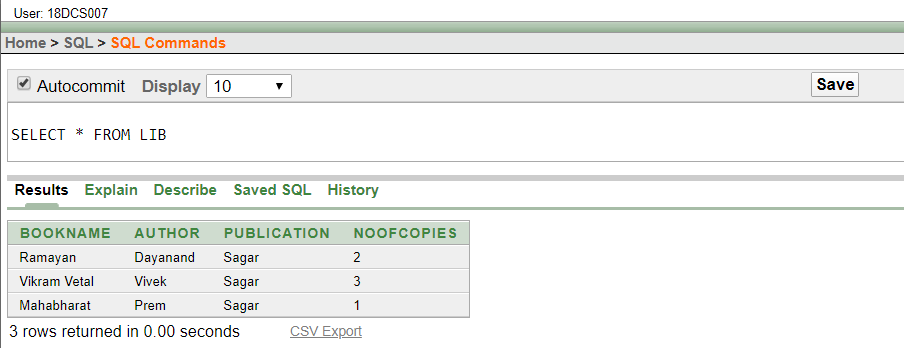 User: 18DCS007
Home > SQL > SQL Commands
Autocommit Display 10 Save
SELECT * FROM LIB
Results Explain Describe Saved SQL History
BOOKNAME AUTHOR PUBLICATION NOOFCOPIES
Ramayan Dayanand Sagar 2
Vikram Vetal Vivek Sagar 3
Mahabharat Prem Sagar 1
3 rows returned in 0.00 seconds CSV Export